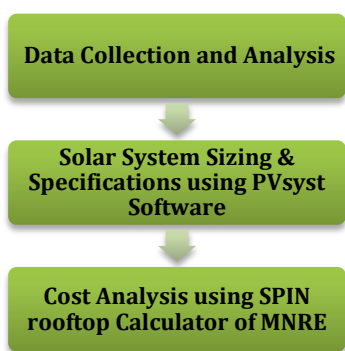 Data Collection and Analysis
Solar System Sizing &
Specifications using PVsyst
Software
Cost Analysis using SPIN
rooftop Calculator of MNRE